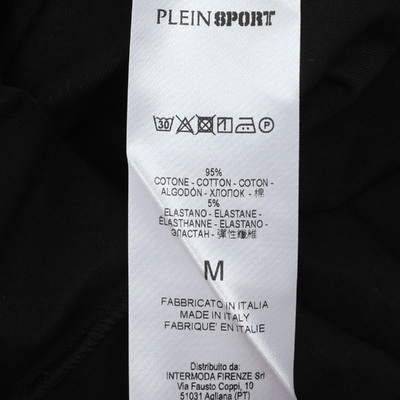 PLEIN SPORT
30 P
95%
COTONE - COTTON - COTON -
ALGODÓN - ХЛОПОК - 棉
5%
ELASTANO - ELASTANE -
ELASTHANNE - ELASTANO -
ЭЛАСТАН - 彈性纖維
M
FABBRICATO IN ITALIA
MADE IN ITALY
FABRIQUE' EN ITALIE
Distribuito da:
INTERMODA FIRENZE Srl
Via Fausto Coppi, 10
51031 Agliana (PT)